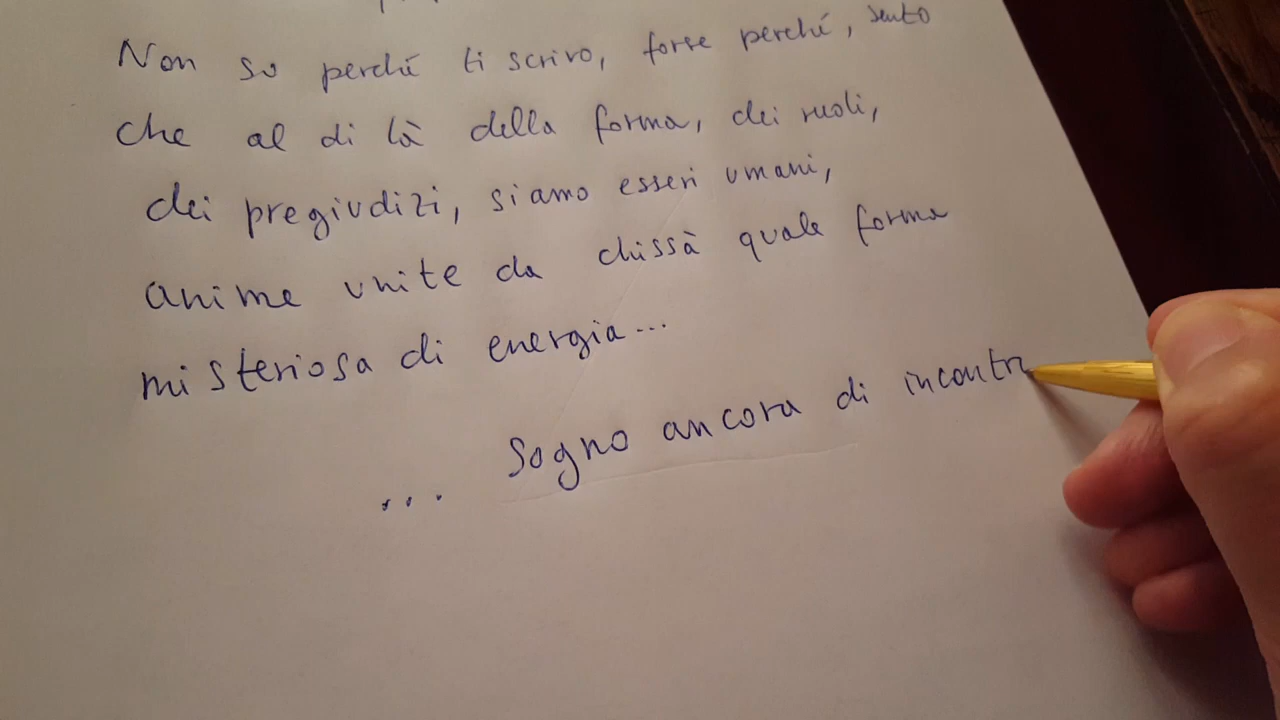 Non so perché ti scrivo, forse perché, sento
che al di là della forma, dei ruoli,
dei pregiudizi, siamo esseri umani,
anime unite da chissà quale forma
misteriosa di energia...
... Sogno ancora di incontr